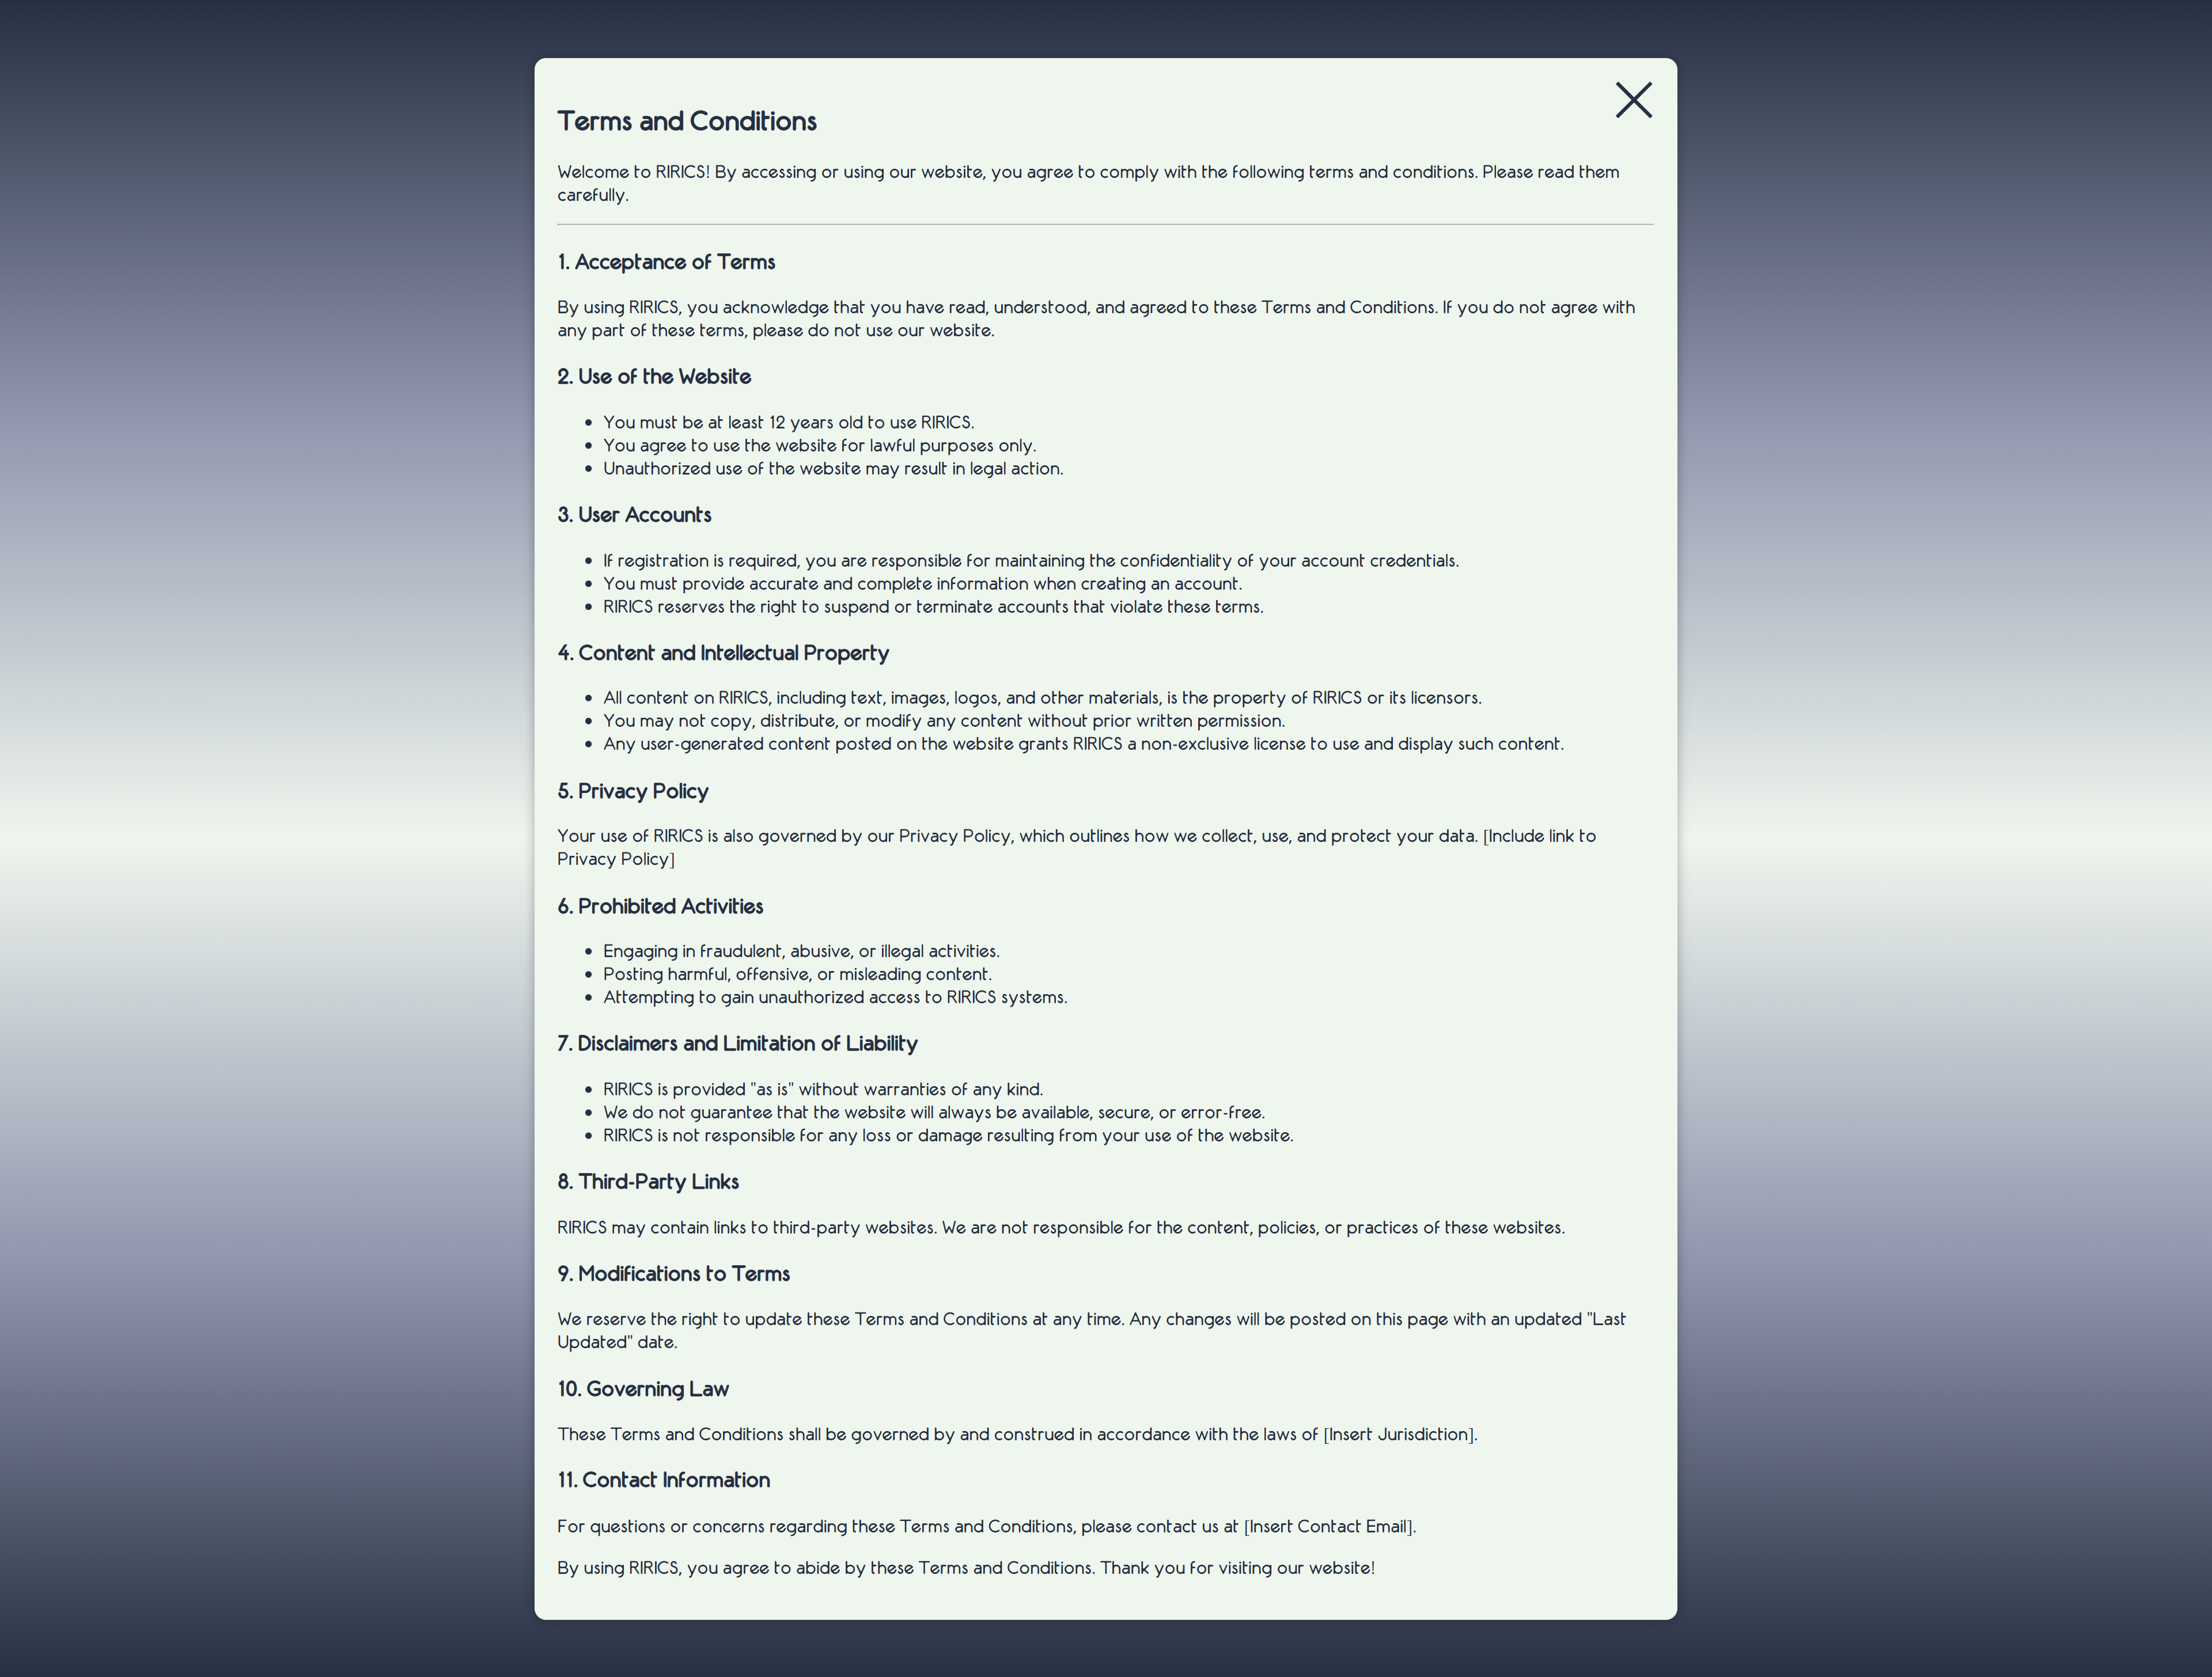 Terms and Conditions
Welcome to RIRICS! By accessing or using our website, you agree to comply with the following terms and conditions. Please read them
carefully.
1. Acceptance of Terms
By using RIRICS, you acknowledge that you have read, understood, and agreed to these Terms and Conditions. If you do not agree with
any part of these terms, please do not use our website.
2. Use of the Website
• You must be at least 12 years old to use RIRICS.
• You agree to use the website for lawful purposes only.
• Unauthorized use of the website may result in legal action.
3. User Accounts
• If registration is required, you are responsible for maintaining the confidentiality of your account credentials.
• You must provide accurate and complete information when creating an account.
• RIRICS reserves the right to suspend or terminate accounts that violate these terms.
4. Content and Intellectual Property
• All content on RIRICS, including text, images, logos, and other materials, is the property of RIRICS or its licensors.
• You may not copy, distribute, or modify any content without prior written permission.
• Any user-generated content posted on the website grants RIRICS a non-exclusive license to use and display such content.
5. Privacy Policy
Your use of RIRICS is also governed by our Privacy Policy, which outlines how we collect, use, and protect your data. [Include link to
Privacy Policy]
6. Prohibited Activities
• Engaging in fraudulent, abusive, or illegal activities.
• Posting harmful, offensive, or misleading content.
• Attempting to gain unauthorized access to RIRICS systems.
7. Disclaimers and Limitation of Liability
• RIRICS is provided "as is" without warranties of any kind.
• We do not guarantee that the website will always be available, secure, or error-free.
• RIRICS is not responsible for any loss or damage resulting from your use of the website.
8. Third-Party Links
RIRICS may contain links to third-party websites. We are not responsible for the content, policies, or practices of these websites.
9. Modifications to Terms
We reserve the right to update these Terms and Conditions at any time. Any changes will be posted on this page with an updated "Last
Updated" date.
10. Governing Law
These Terms and Conditions shall be governed by and construed in accordance with the laws of [Insert Jurisdiction].
11. Contact Information
For questions or concerns regarding these Terms and Conditions, please contact us at [Insert Contact Email].
By using RIRICS, you agree to abide by these Terms and Conditions. Thank you for visiting our website!